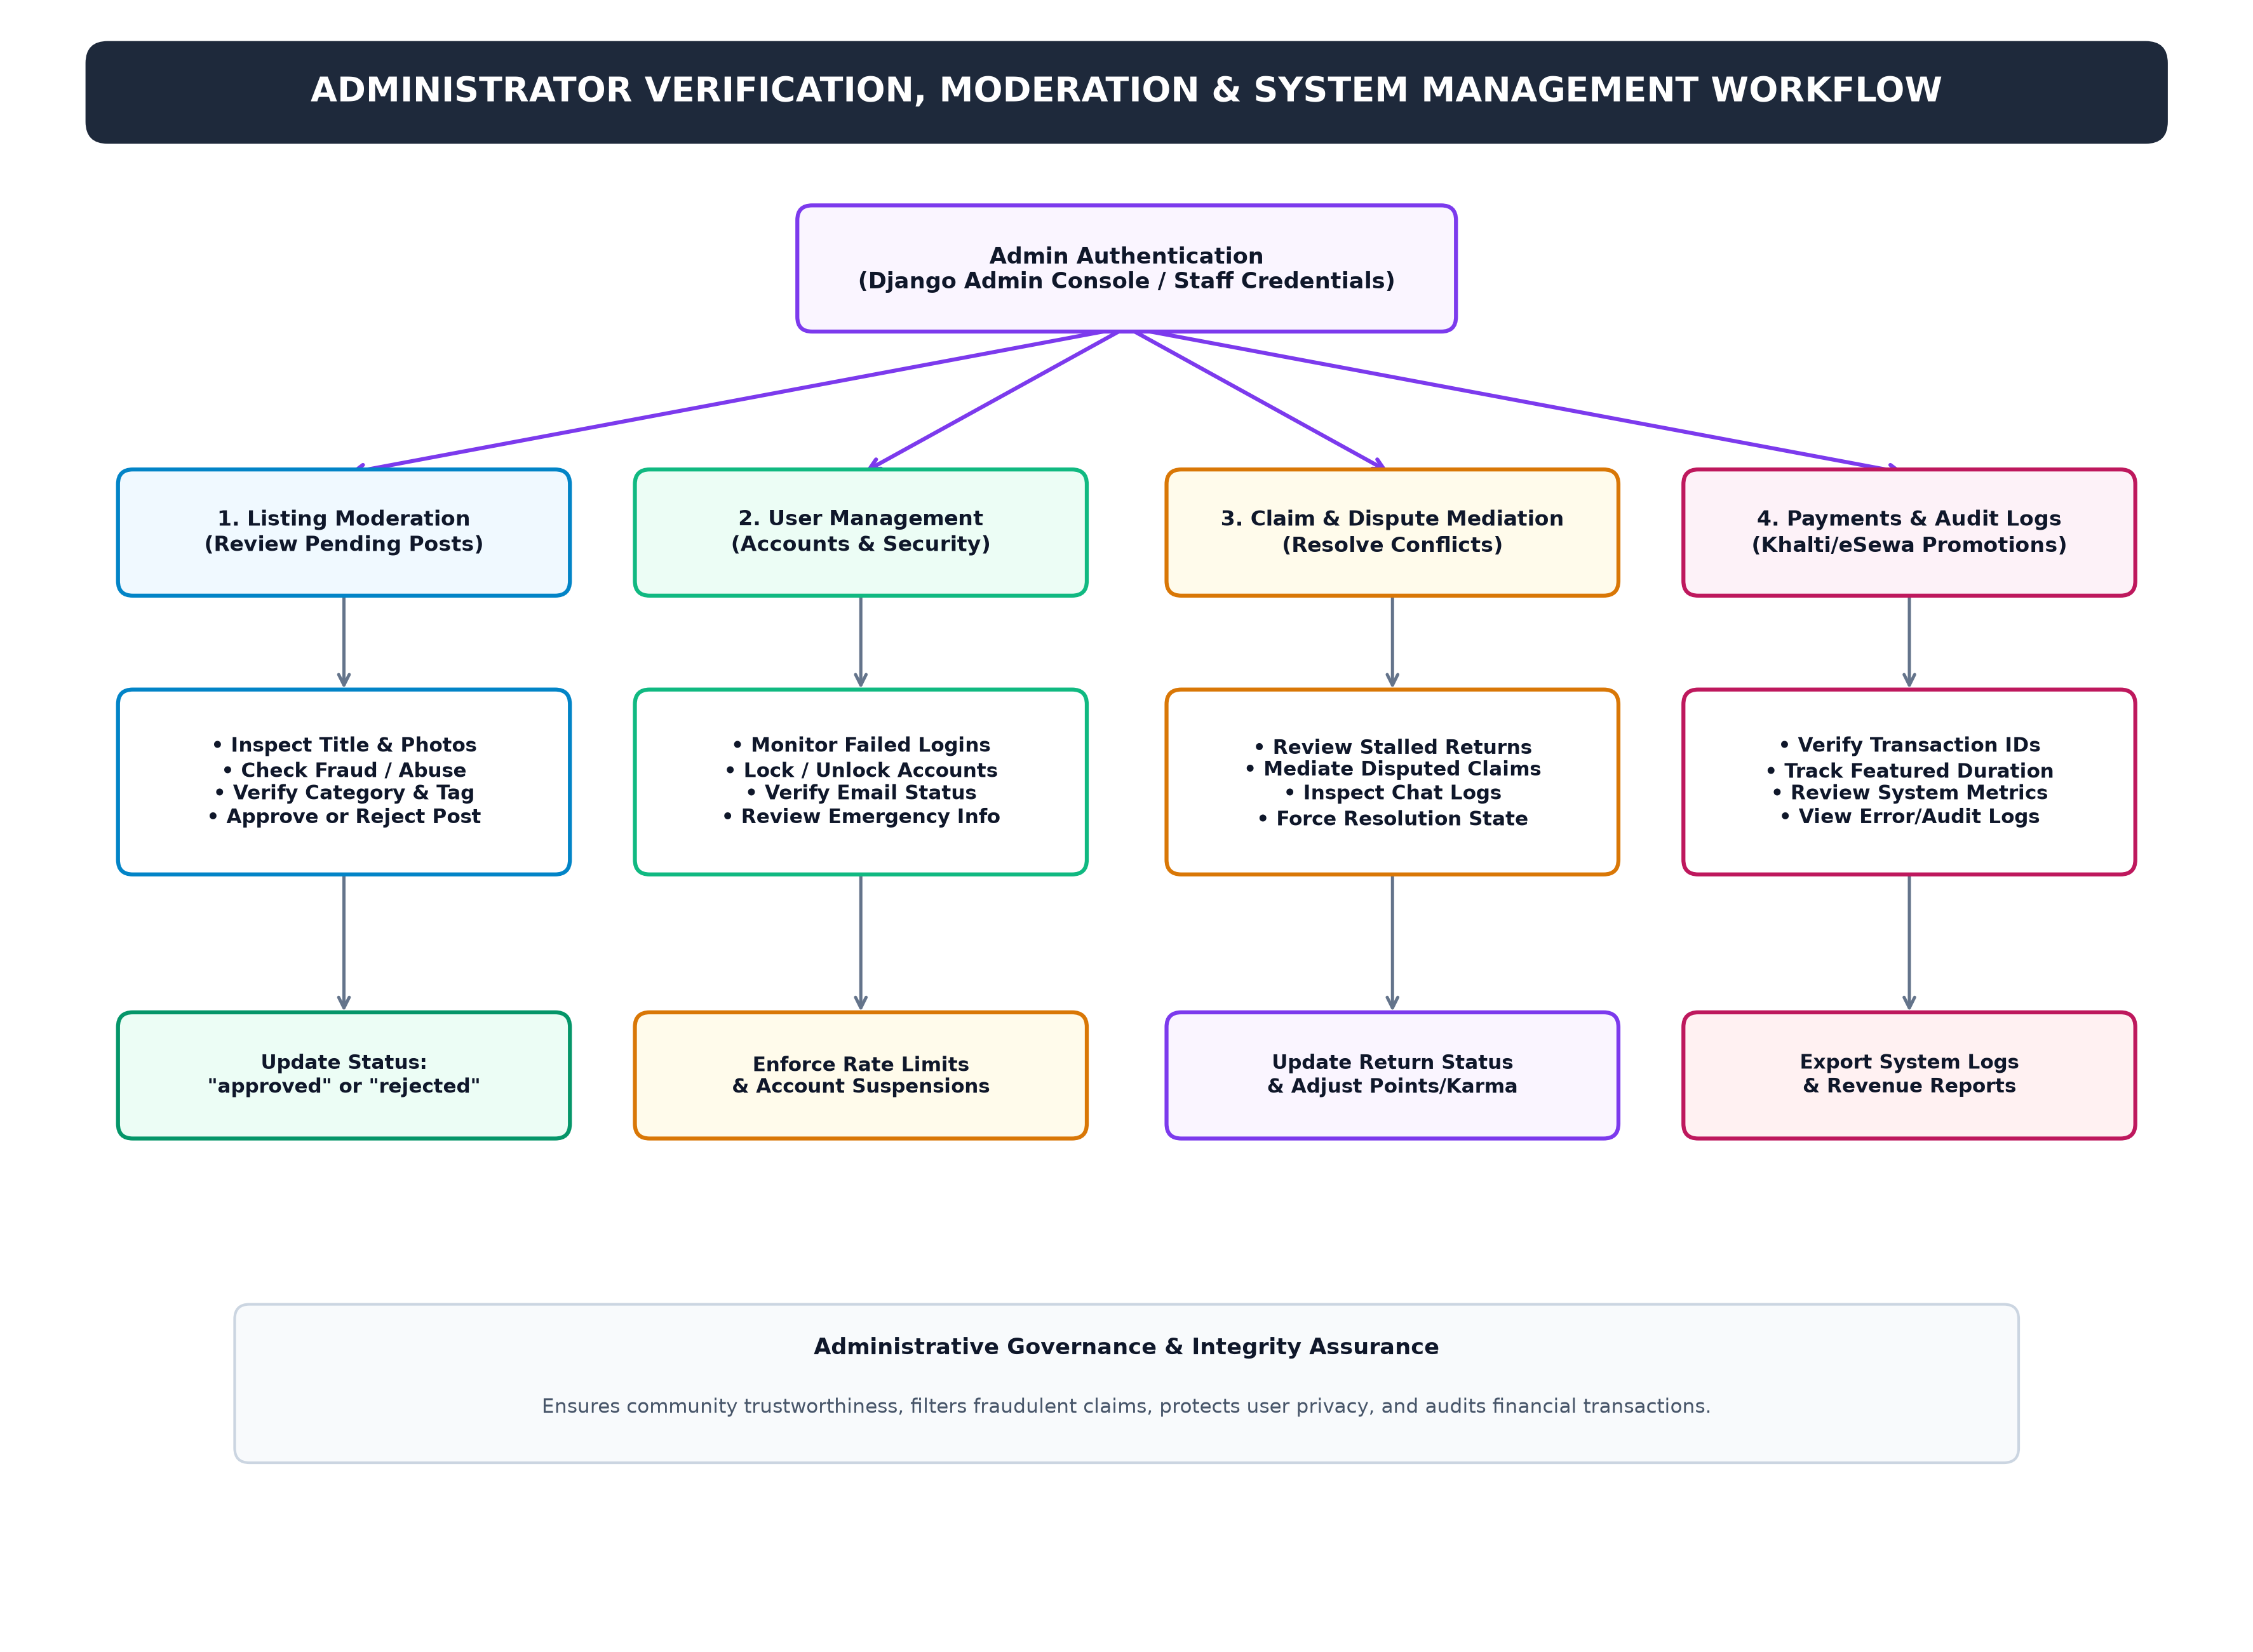 ADMINISTRATOR VERIFICATION, MODERATION & SYSTEM MANAGEMENT WORKFLOW
Admin Authentication
(Django Admin Console / Staff Credentials)
1. Listing Moderation
(Review Pending Posts)
2. User Management
(Accounts & Security)
3. Claim & Dispute Mediation
(Resolve Conflicts)
4. Payments & Audit Logs
(Khalti/eSewa Promotions)
• Inspect Title & Photos
• Check Fraud / Abuse
• Verify Category & Tag
• Approve or Reject Post
• Monitor Failed Logins
• Lock / Unlock Accounts
• Verify Email Status
• Review Emergency Info
• Review Stalled Returns
• Mediate Disputed Claims
• Inspect Chat Logs
• Force Resolution State
• Verify Transaction IDs
• Track Featured Duration
• Review System Metrics
• View Error/Audit Logs
Update Status:
"approved" or "rejected"
Enforce Rate Limits
& Account Suspensions
Update Return Status
& Adjust Points/Karma
Export System Logs
& Revenue Reports
Administrative Governance & Integrity Assurance
Ensures community trustworthiness, filters fraudulent claims, protects user privacy, and audits financial transactions.